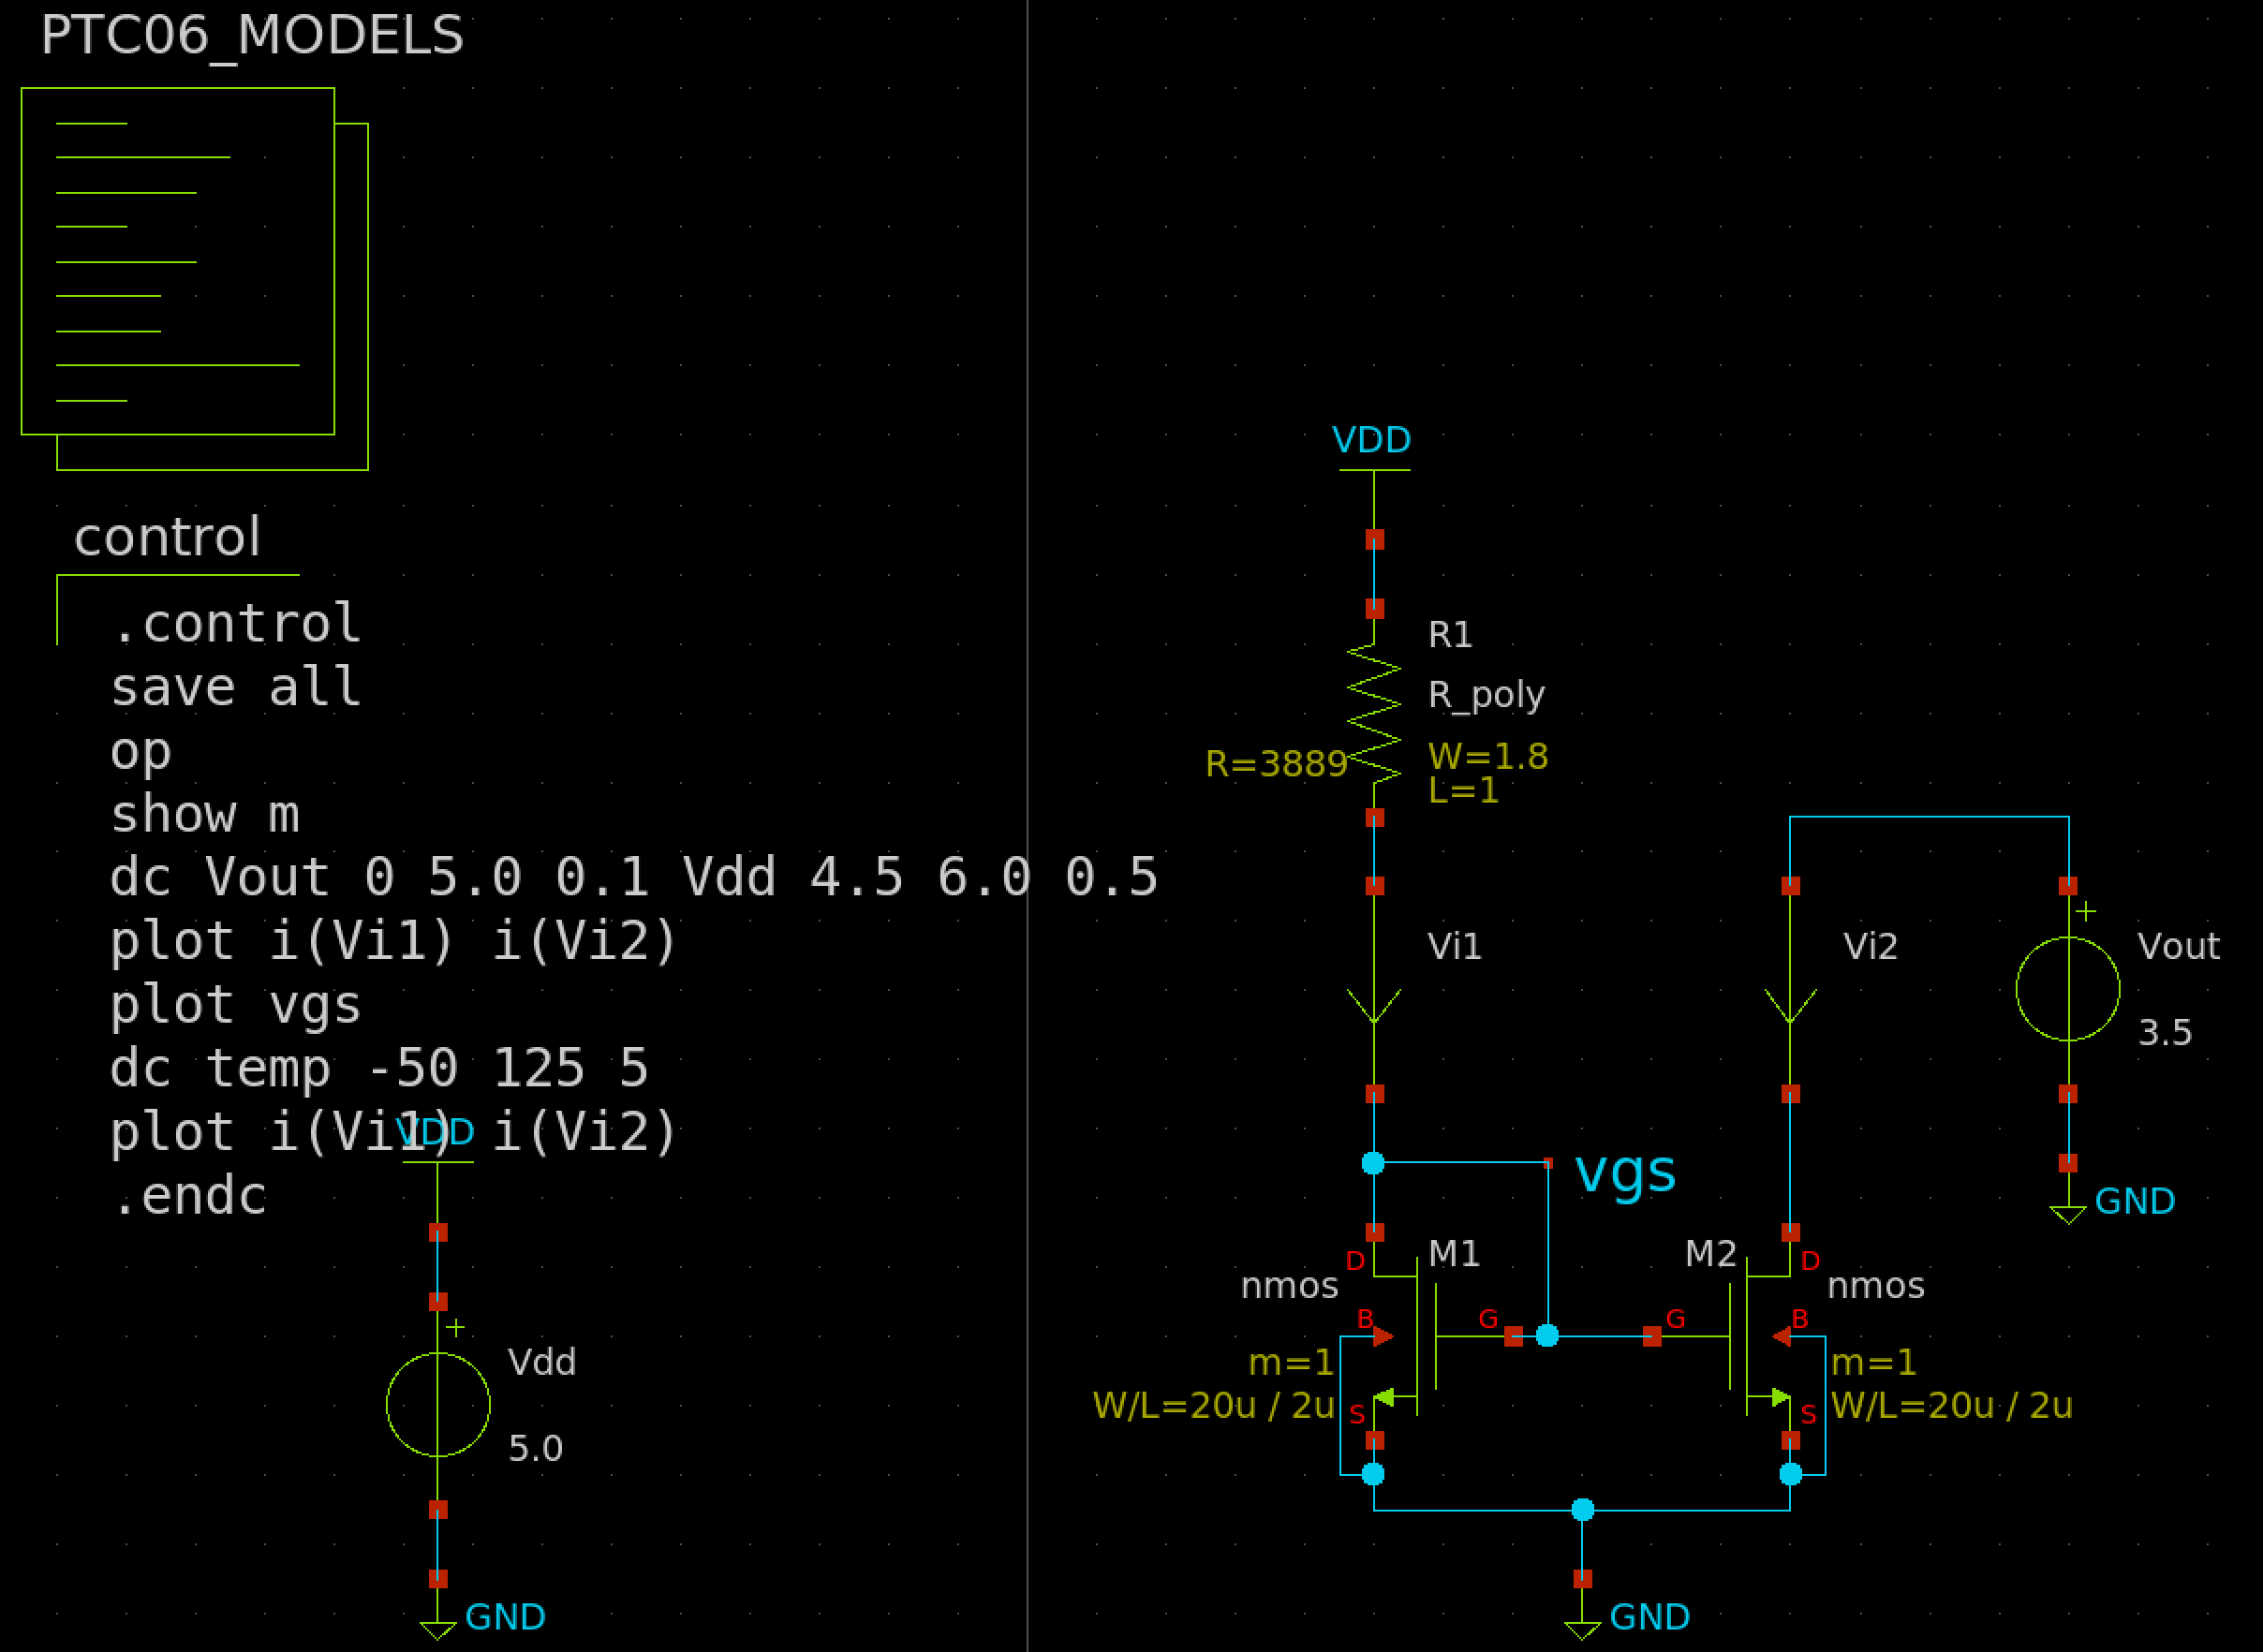 PTC06_MODELS
control
.control
save all
op
show m
dc Vout 0 5.0 0.1 Vdd 4.5 6.0 0.5
plot i(Vi1) i(Vi2)
plot vgs
dc temp -50 125 5
plot i(Vi1) i(Vi2)
.endc
VDD
+
Vdd
5.0
GND
VDD
R1
R_poly
R=3889
W=1.8
L=1
Vi1
Vi2
+
Vout
3.5
GND
vgs
D
M1
nmos
B
G
m=1
W/L=20u / 2u
S
M2
D
nmos
G
B
m=1
W/L=20u / 2u
S
GND